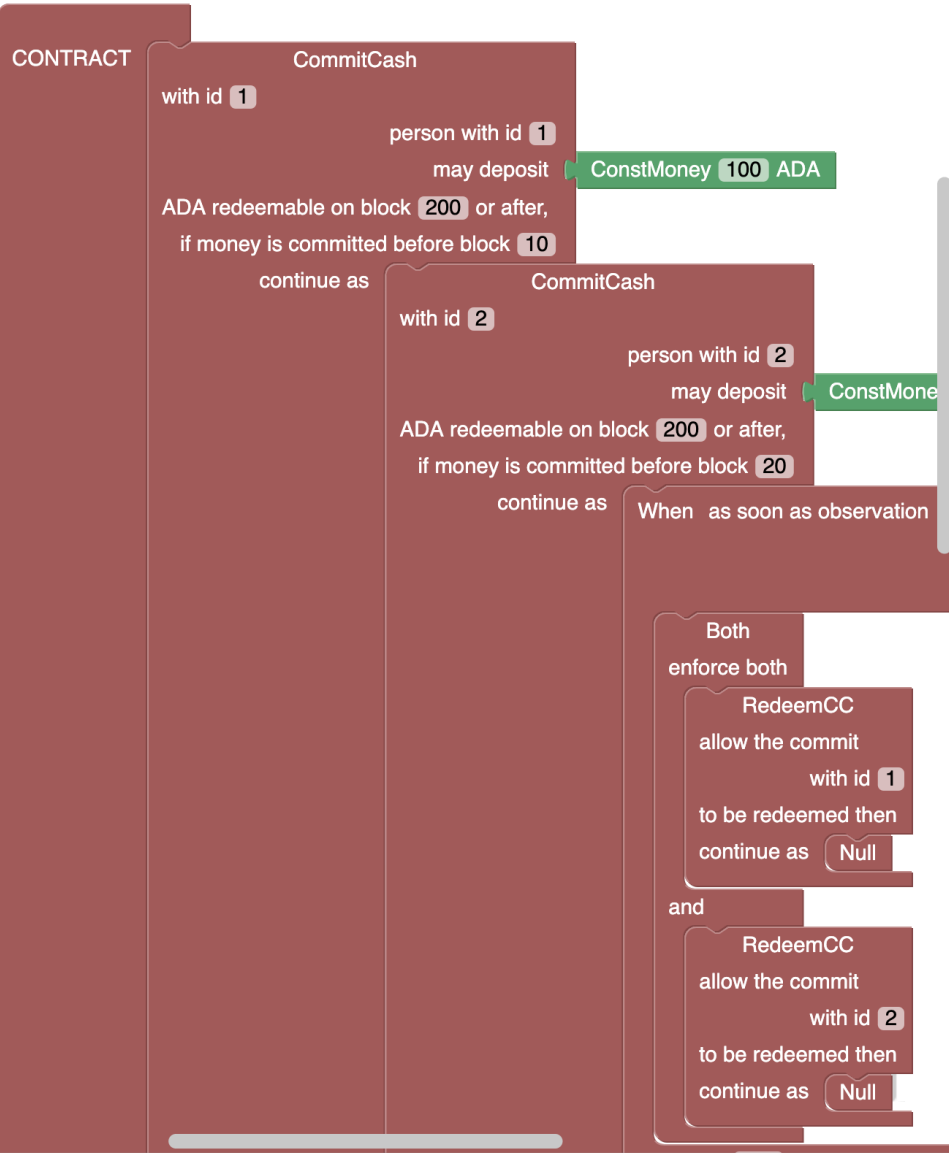 CONTRACT CommitCash
with id 1
person with id 1
may deposit ConstMoney 100 ADA
ADA redeemable on block 200 or after,
if money is committed before block 10
continue as CommitCash
with id 2
person with id 2
may deposit ConstMone
ADA redeemable on block 200 or after,
if money is committed before block 20
continue as When as soon as observation
Both
enforce both
RedeemCC
allow the commit
with id 1
to be redeemed then
continue as Null
and
RedeemCC
allow the commit
with id 2
to be redeemed then
continue as Null